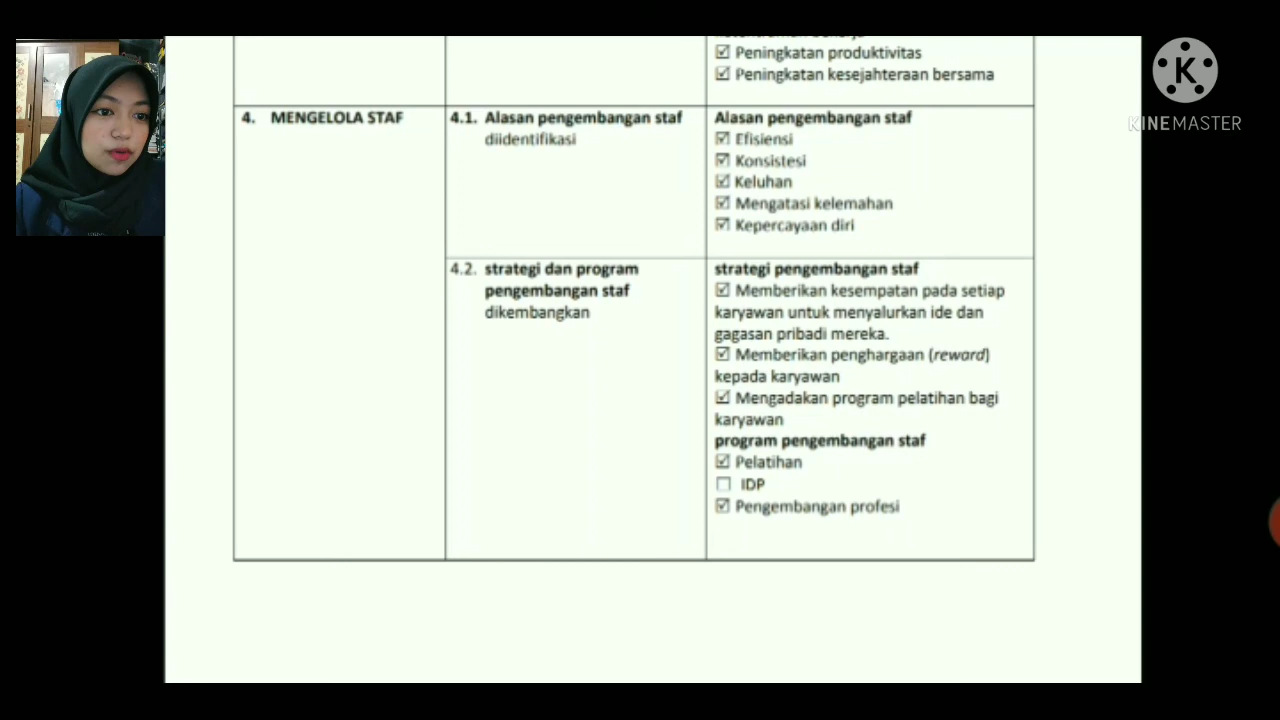 ☑ Peningkatan produktivitas
☑ Peningkatan kesejahteraan bersama
4. MENGELOLA STAF
4.1. Alasan pengembangan staf
diidentifikasi
Alasan pengembangan staf
☑ Efisiensi
☑ Konsistesi
☑ Keluhan
☑ Mengatasi kelemahan
☑ Kepercayaan diri
4.2. strategi dan program
pengembangan staf
dikembangkan
strategi pengembangan staf
☑ Memberikan kesempatan pada setiap
karyawan untuk menyalurkan ide dan
gagasan pribadi mereka.
☑ Memberikan penghargaan (reward)
kepada karyawan
☑ Mengadakan program pelatihan bagi
karyawan
program pengembangan staf
☑ Pelatihan
☐ IDP
☑ Pengembangan profesi
K
KINEMASTER